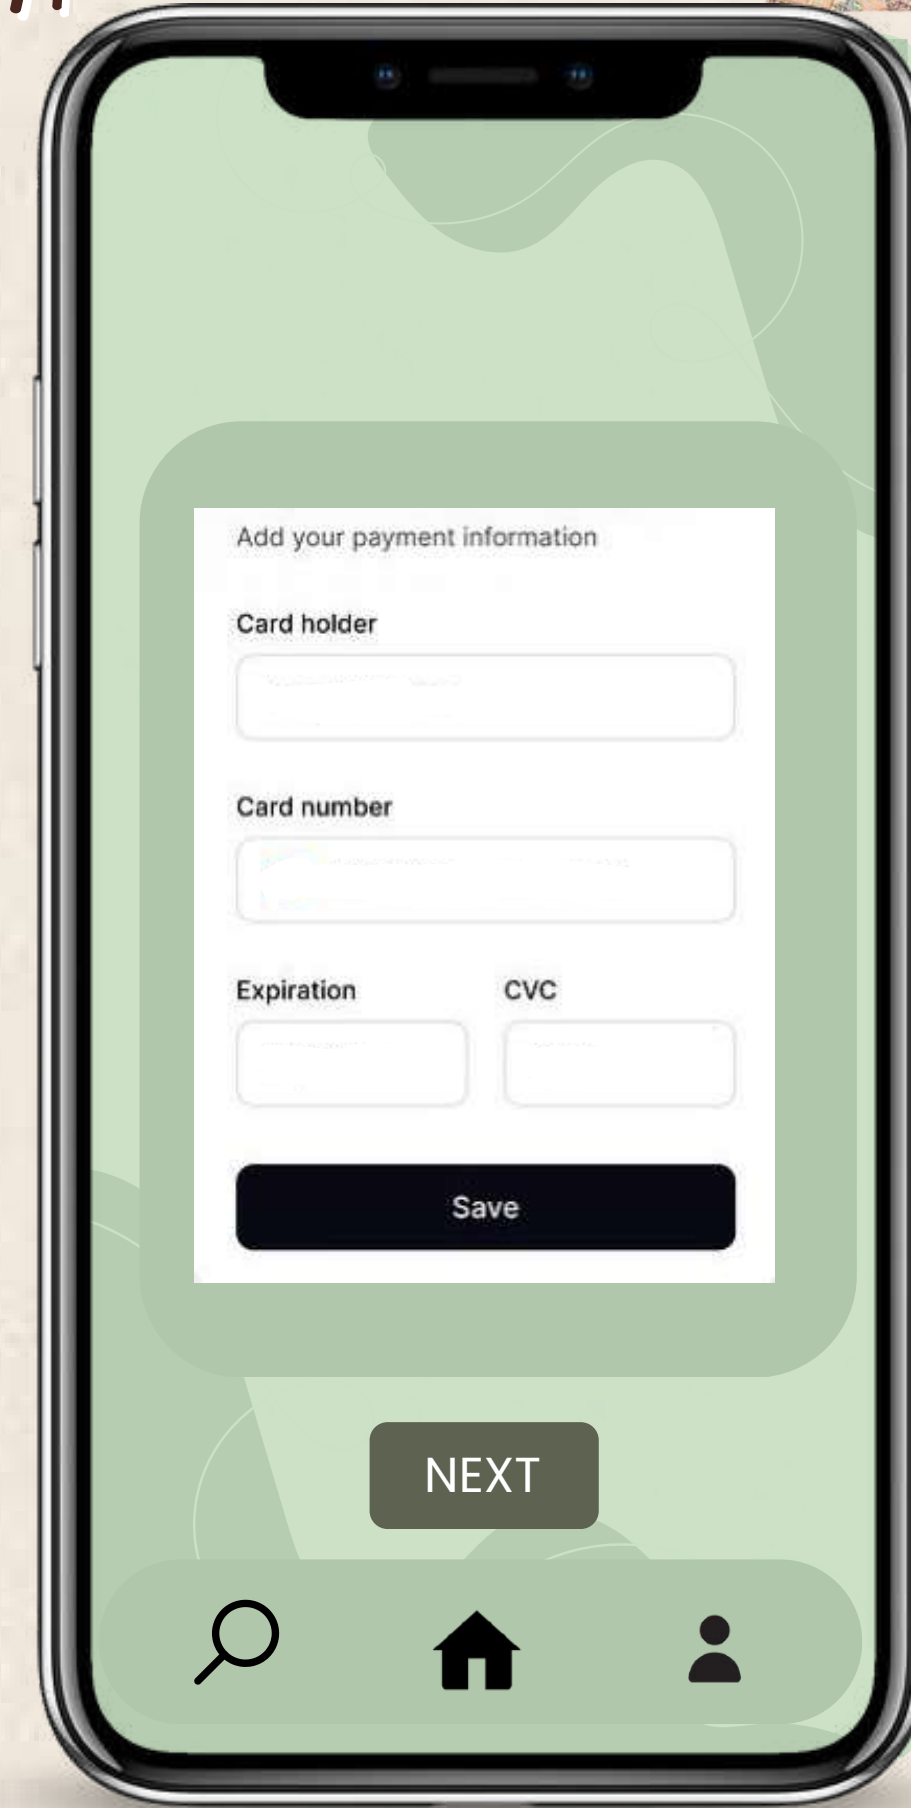 Add your payment information
Card holder
Card number
Expiration CVC
Save
NEXT